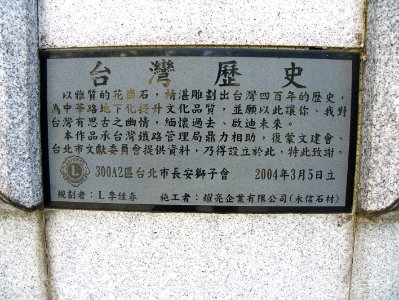 台灣歷史
以雅質的花崗石，精湛雕劃出台灣四百年的歷史，
為中華路地下化提升文化品質，並願以此讓你、我對
台灣有思古之幽情，緬懷過去、啟迪未來。
本作品承台灣鐵路管理局鼎力相助，復蒙文建會、
台北市文獻委員會提供資料，乃得設立於此，特此致謝。
L
300A2區台北市長安獅子會 2004年3月5日立
規劃者：L 李佳春 施工者：耀亮企業有限公司(永信石材)